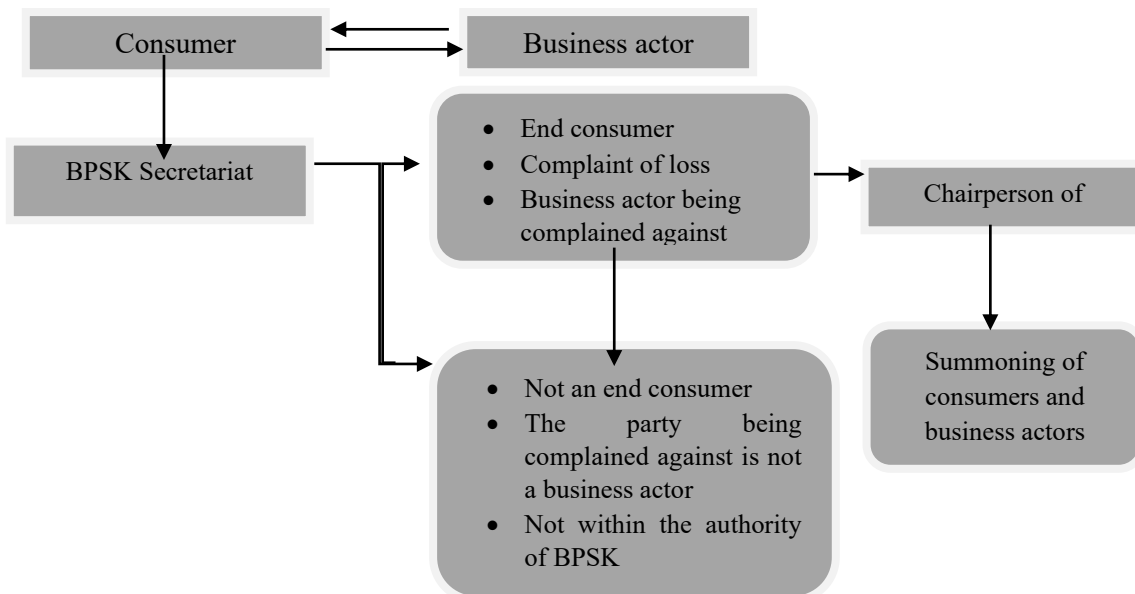 Consumer
Business actor
BPSK Secretariat
• End consumer
• Complaint of loss
• Business actor being
complained against
Chairperson of
• Not an end consumer
• The party being
complained against is not
a business actor
• Not within the authority
of BPSK
Summoning of
consumers and
business actors